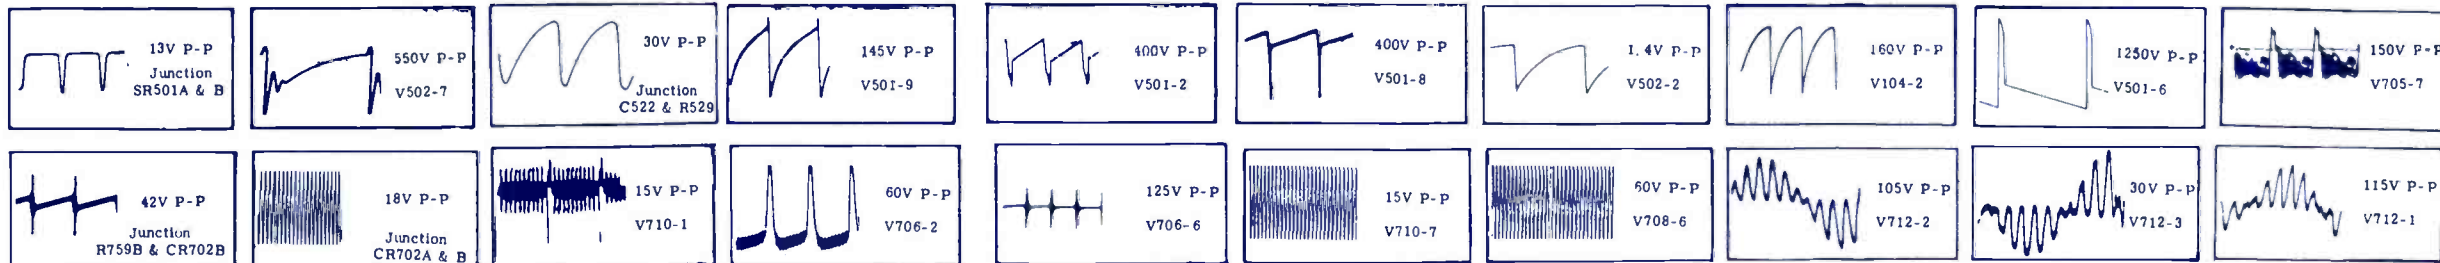 13V P-P
Junction
SR501A & B
550V P-P
V502-7
30V P-P
Junction
C522 & R529
145V P-P
V501-9
400V P-P
V501-2
400V P-P
V501-8
1.4V P-P
V502-2
160V P-P
V104-2
1250V P-P
V501-6
150V P-P
V705-7
42V P-P
Junction
R759B & CR702B
18V P-P
Junction
CR702A & B
15V P-P
V710-1
60V P-P
V706-2
125V P-P
V706-6
15V P-P
V710-7
60V P-P
V708-6
105V P-P
V712-2
30V P-P
V712-3
115V P-P
V712-1